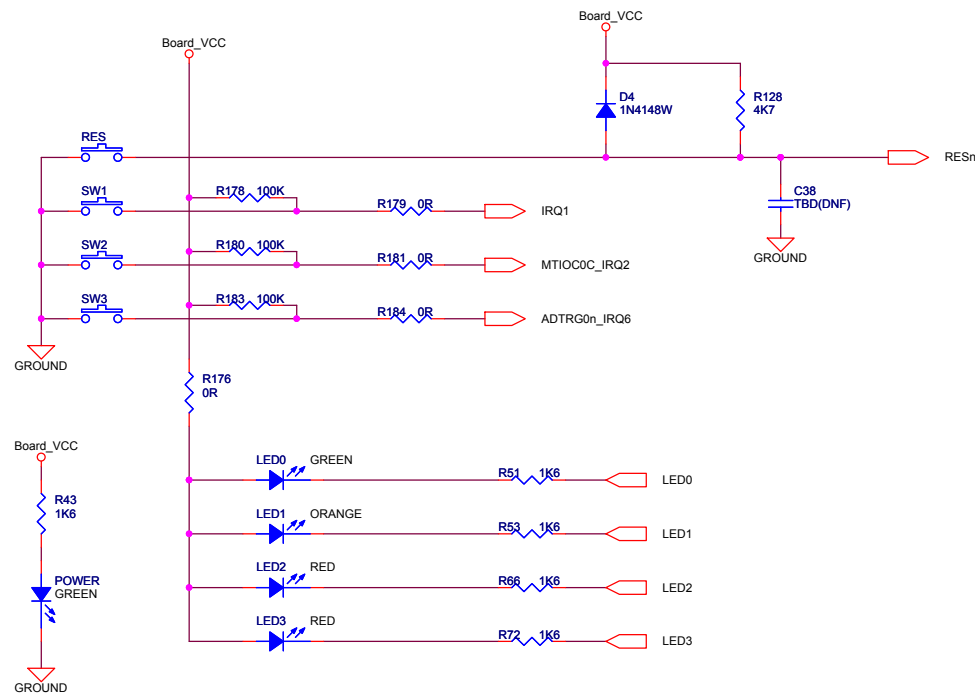 Board_VCC
Board_VCC
D4
1N4148W
R128
4K7
RES
RESn
C38
TBD(DNF)
GROUND
SW1
R178 100K
R179 0R
IRQ1
SW2
R180 100K
R181 0R
MTIOC0C_IRQ2
SW3
R183 100K
R184 0R
ADTRG0n_IRQ6
GROUND
R176
0R
Board_VCC
R43
1K6
POWER
GREEN
GROUND
LED0 GREEN
R51 1K6
LED0
LED1 ORANGE
R53 1K6
LED1
LED2 RED
R66 1K6
LED2
LED3 RED
R72 1K6
LED3